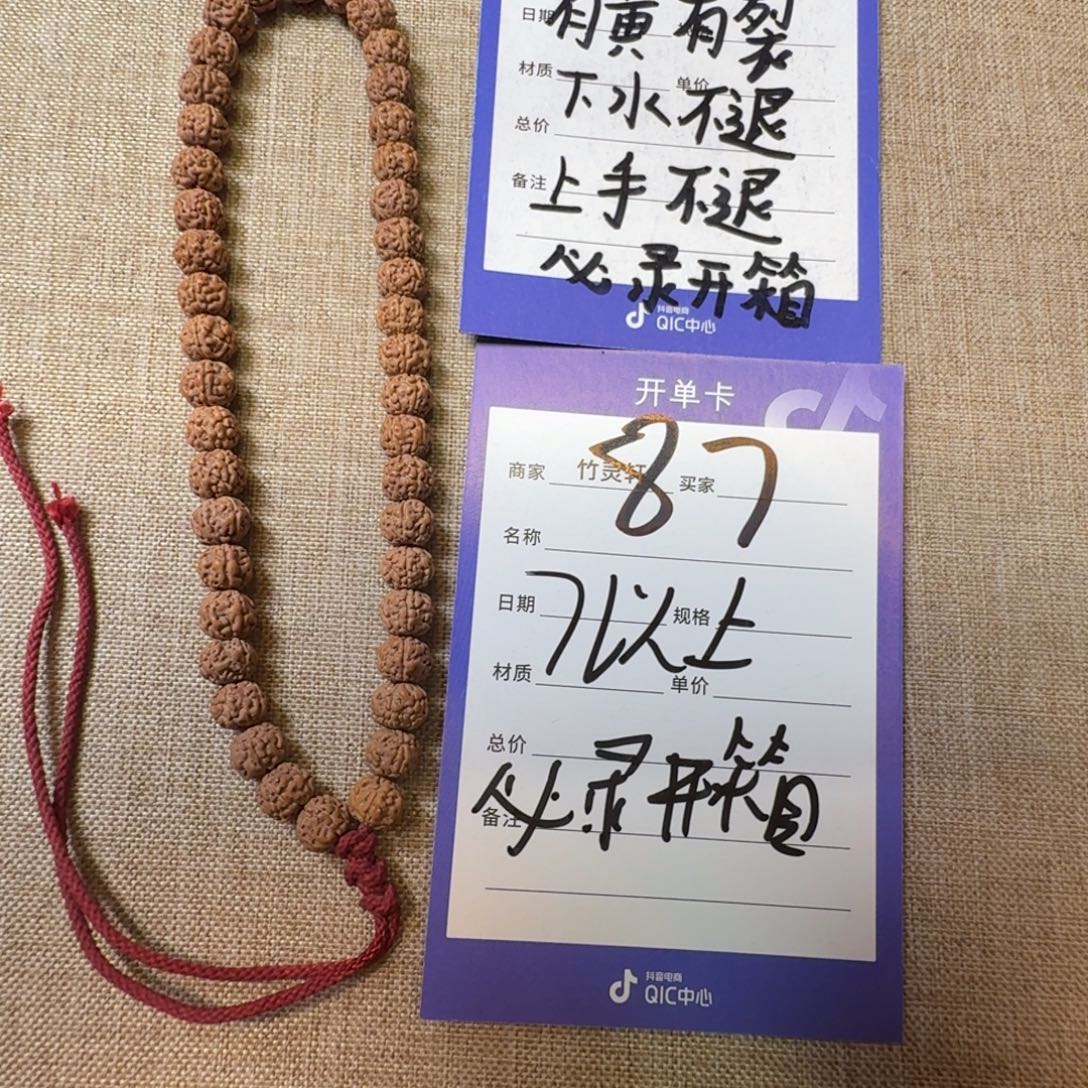 日期 有黄有裂
材质 单价
下水不退
总价
备注 上手不退
必录开箱
抖音电商
QIC中心
开单卡
87
商家 竹灵轩 买家
名称
日期 规格
7以上
材质 单价
总价
必录开箱
备注
抖音电商
QIC中心